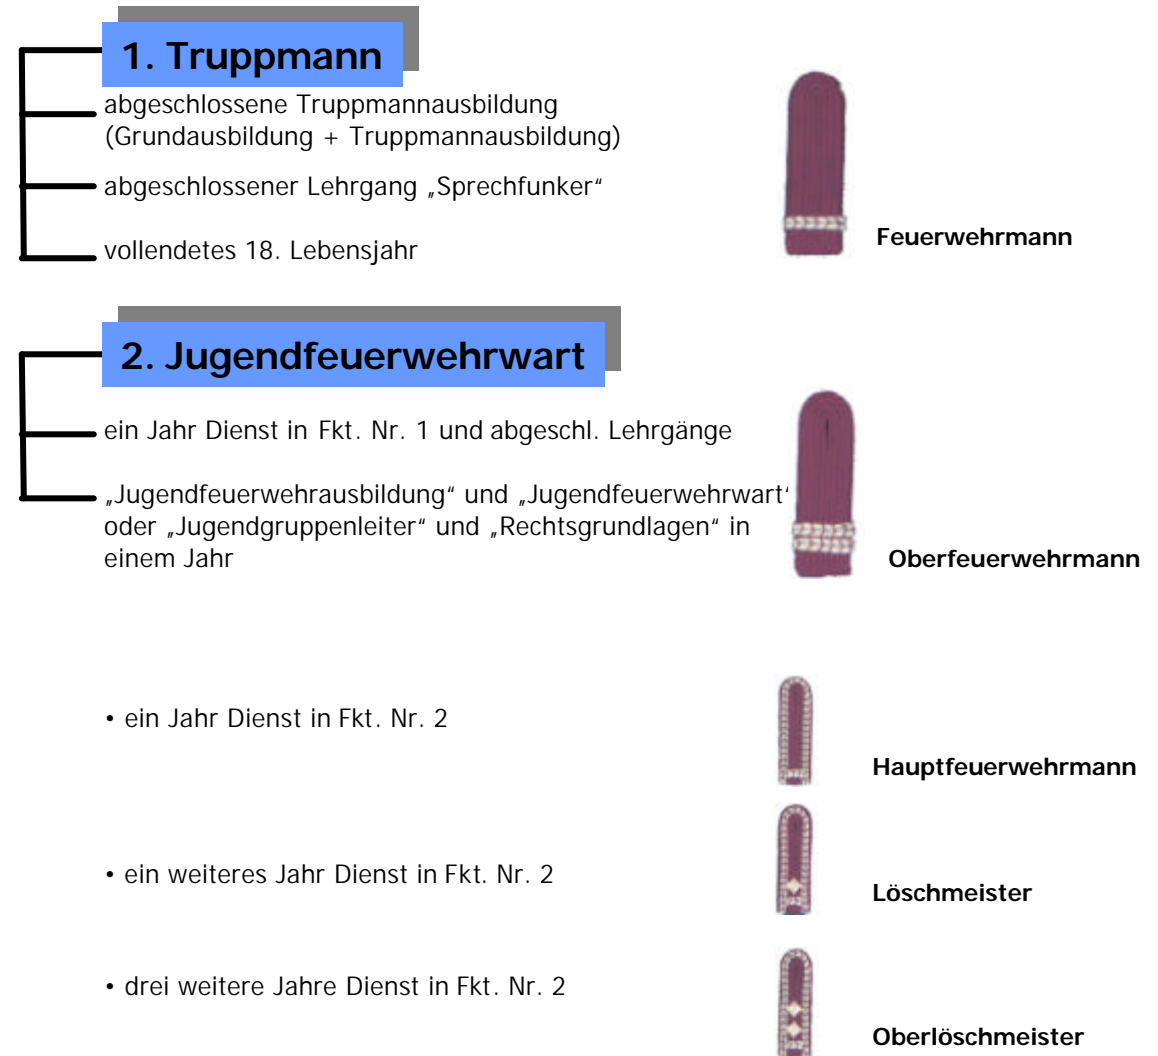 1. Truppmann
abgeschlossene Truppmannausbildung
(Grundausbildung + Truppmannausbildung)
abgeschlossener Lehrgang „Sprechfunker“
vollendetes 18. Lebensjahr
Feuerwehrmann
2. Jugendfeuerwehrwart
ein Jahr Dienst in Fkt. Nr. 1 und abgeschl. Lehrgänge
„Jugendfeuerwehrausbildung“ und „Jugendfeuerwehrwart“
oder „Jugendgruppenleiter“ und „Rechtsgrundlagen“ in
einem Jahr
Oberfeuerwehrmann
• ein Jahr Dienst in Fkt. Nr. 2
Hauptfeuerwehrmann
• ein weiteres Jahr Dienst in Fkt. Nr. 2
Löschmeister
• drei weitere Jahre Dienst in Fkt. Nr. 2
Oberlöschmeister